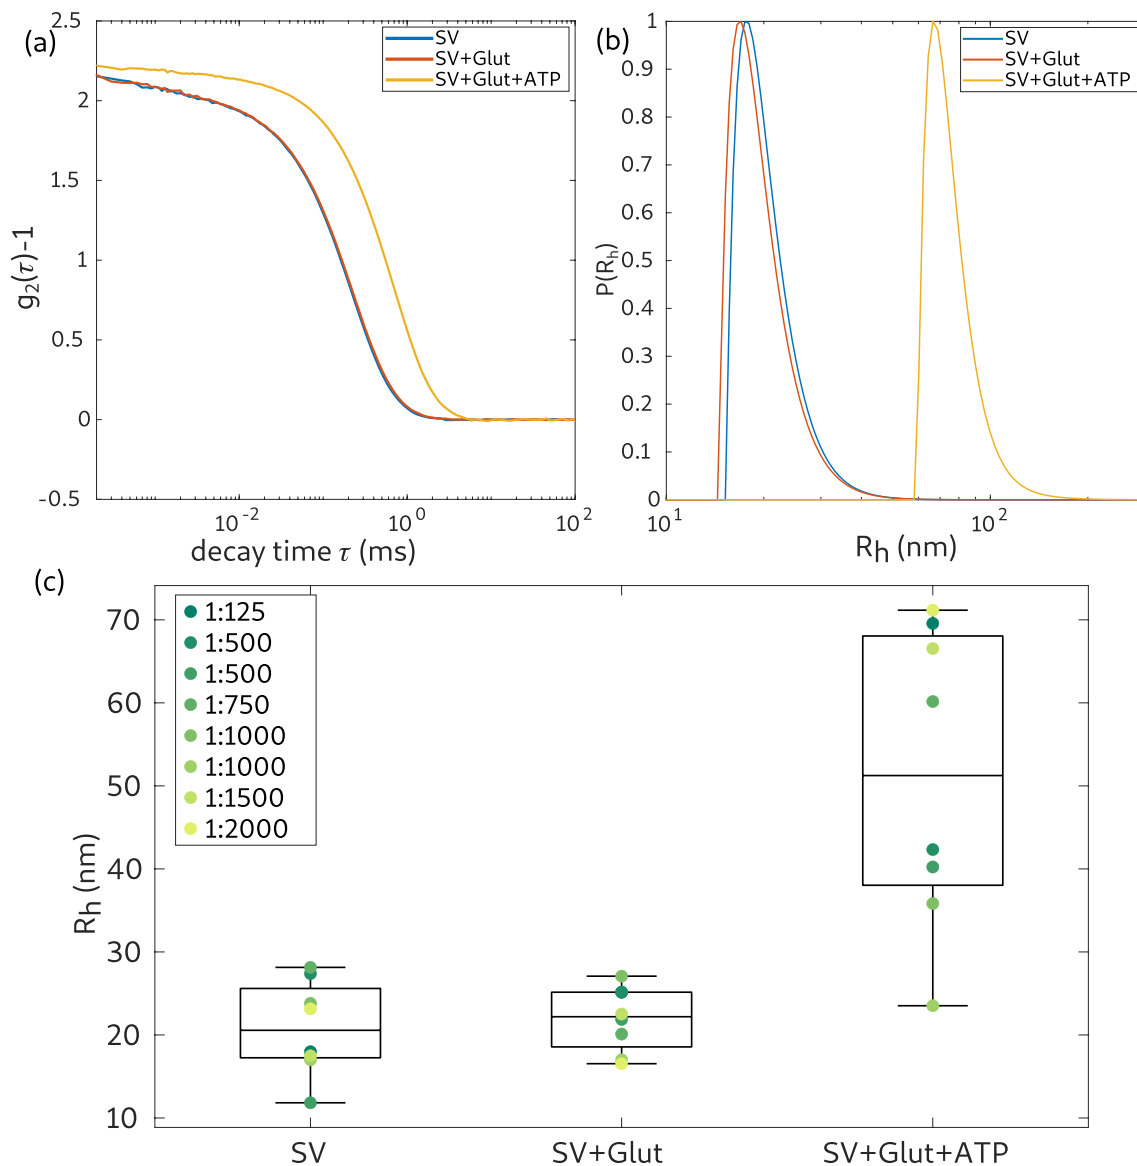 (a)
2.5
2
1.5
1
0.5
0
-0.5
g₂(τ)-1
SV
SV+Glut
SV+Glut+ATP
10⁻²
10⁰
10²
decay time τ (ms)
(b)
1
0.9
0.8
0.7
0.6
0.5
0.4
0.3
0.2
0.1
0
P(Rₕ)
SV
SV+Glut
SV+Glut+ATP
10¹
10²
Rₕ (nm)
(c)
70
60
50
40
30
20
10
Rₕ (nm)
1:125
1:500
1:500
1:750
1:1000
1:1000
1:1500
1:2000
SV
SV+Glut
SV+Glut+ATP